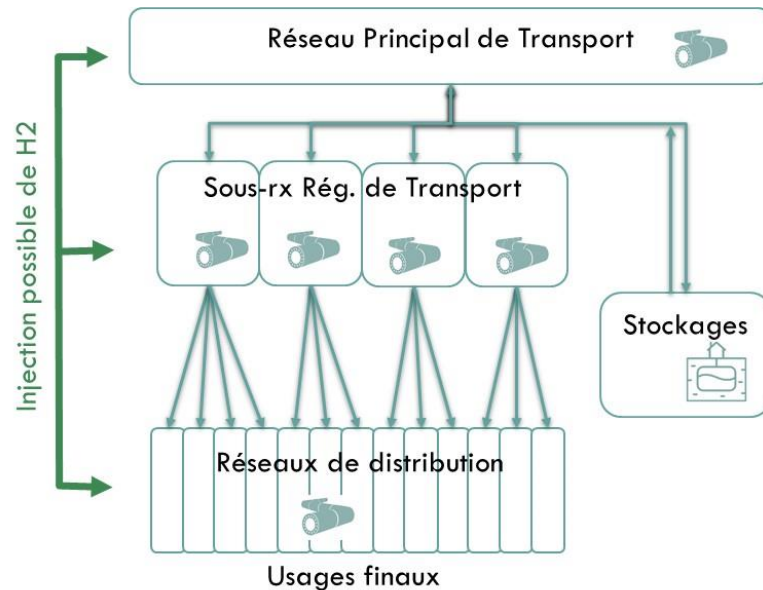 Réseau Principal de Transport
Injection possible de H2
Sous-rx Rég. de Transport
Stockages
Réseaux de distribution
Usages finaux